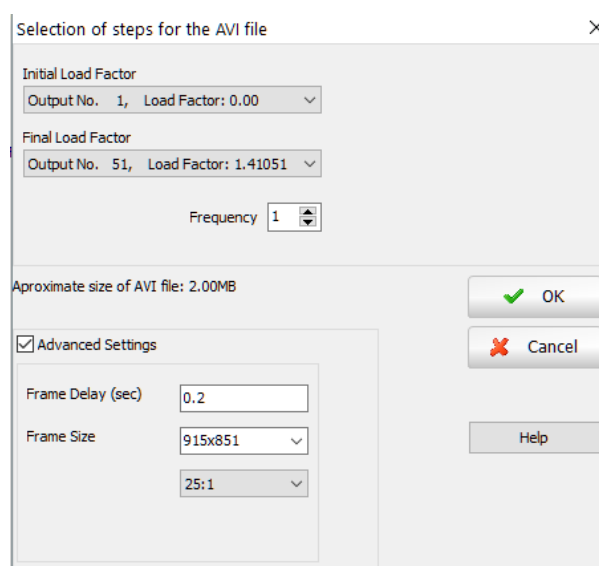 Selection of steps for the AVI file
Initial Load Factor
Output No. 1, Load Factor: 0.00
Final Load Factor
Output No. 51, Load Factor: 1.41051
Frequency 1
Aproximate size of AVI file: 2.00MB
OK
Advanced Settings
Cancel
Frame Delay (sec) 0.2
Frame Size 915x851
Help
25:1